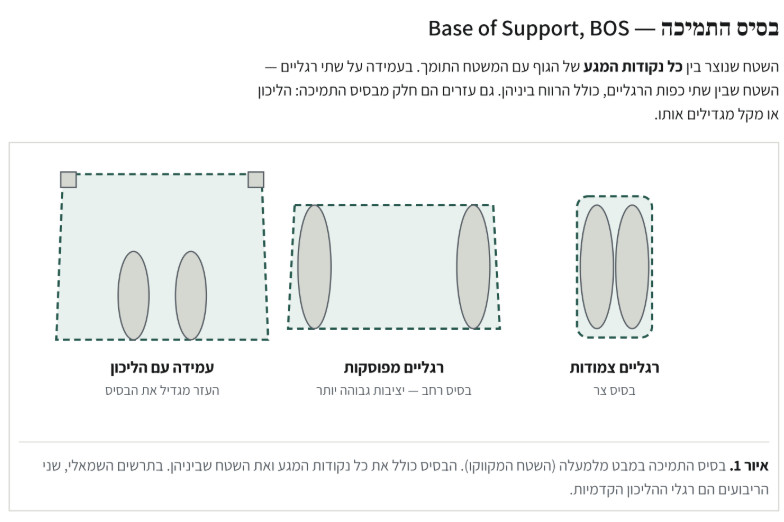 בסיס התמיכה — Base of Support, BOS
השטח שנוצר בין כל נקודות המגע של הגוף עם המשטח התומך. בעמידה על שתי רגליים —
השטח שבין שתי כפות הרגליים, כולל הרווח ביניהן. גם עזרים הם חלק מבסיס התמיכה: הליכון
או מקל מגדילים אותו.
רגליים צמודות
בסיס צר
רגליים מפוסקות
בסיס רחב — יציבות גבוהה יותר
עמידה עם הליכון
העזר מגדיל את הבסיס
איור 1. בסיס התמיכה במבט מלמעלה (השטח המקווקו). הבסיס כולל את כל נקודות המגע ואת השטח שביניהן. בתרשים השמאלי, שני
הריבועים הם רגלי ההליכון הקדמיות.